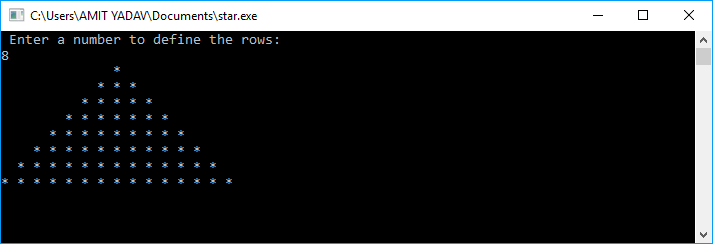 C:\Users\AMIT YADAV\Documents\star.exe
Enter a number to define the rows:
8
              *
            * * *
          * * * * *
        * * * * * * *
      * * * * * * * * *
    * * * * * * * * * * *
  * * * * * * * * * * * * *
* * * * * * * * * * * * * * *